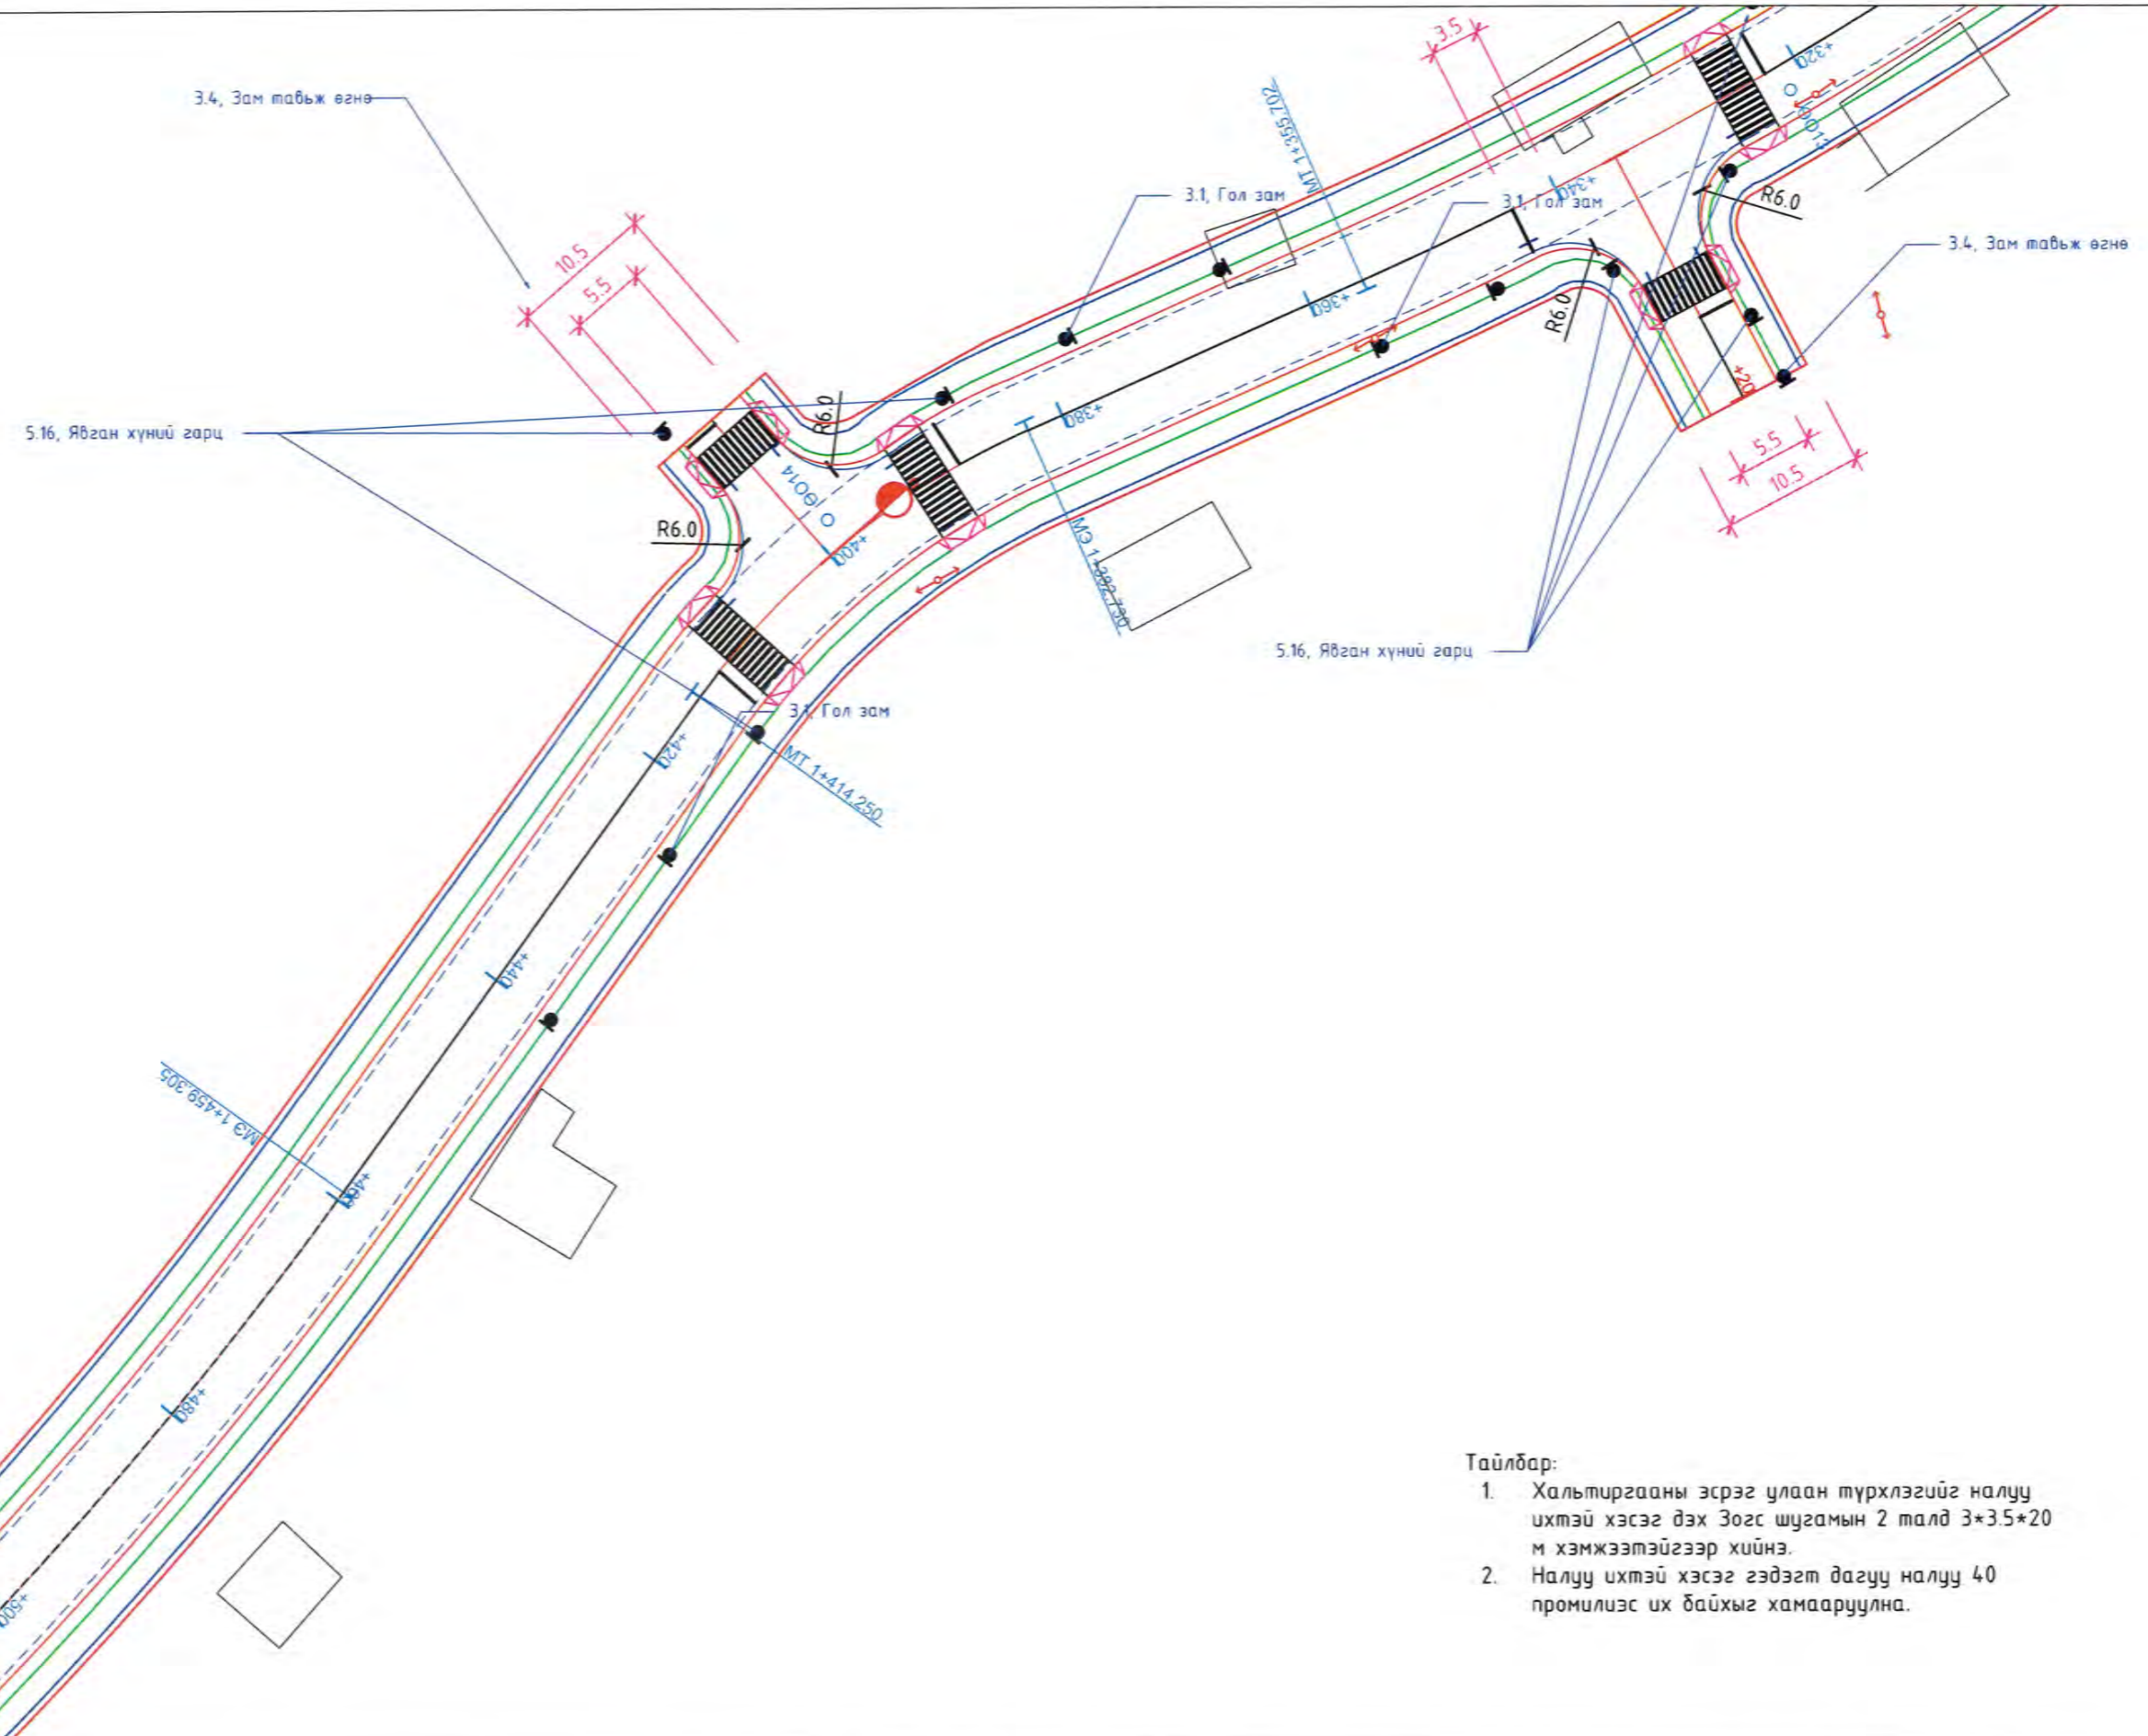 3.5
+320
3.4, Зам тавьж өгнө
МТ 1+355.702
3.1, Гол зам
3.1, Гол зам
+340
R6.0
3.4, Зам тавьж өгнө
10.5
5.5
+360
R6.0
+20
R6.0
+380
5.16, Явган хүний гарц
5.5
10.5
ӨО14
R6.0
+400
МЭ 1+382.730
5.16, Явган хүний гарц
3.1, Гол зам
+420
МТ 1+414.250
+440
МЭ 1+459.305
+460
+480
+500
Тайлбар:
1. Хальтиргааны эсрэг улаан түрхлэгийг налуу
ихтэй хэсэг дэх Зогс шугамын 2 талд 3*3.5*20
м хэмжээтэйгээр хийнэ.
2. Налуу ихтэй хэсэг гэдэгт дагуу налуу 40
промилиэс их байхыг хамааруулна.